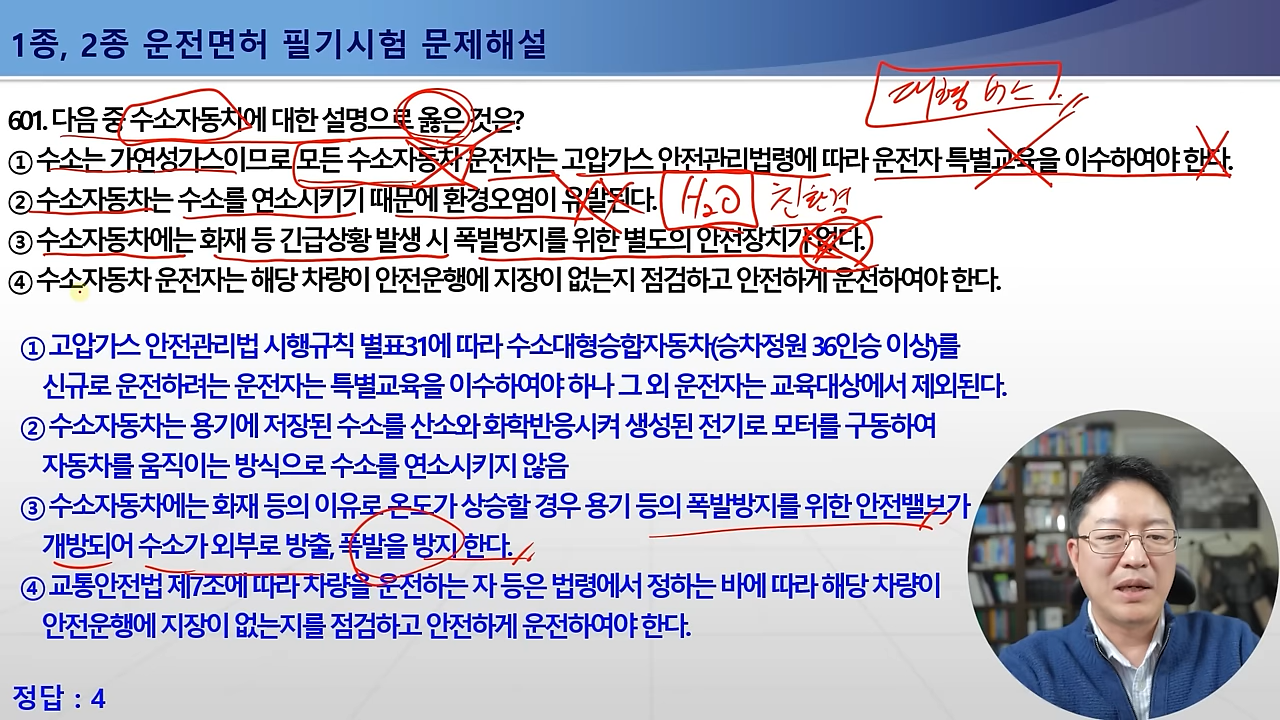 1종, 2종 운전면허 필기시험 문제해설
대형 버스!
601. 다음 중 수소자동차에 대한 설명으로 옳은 것은?
① 수소는 가연성가스이므로 모든 수소자동차 운전자는 고압가스 안전관리법령에 따라 운전자 특별교육을 이수하여야 한다.
② 수소자동차는 수소를 연소시키기 때문에 환경오염이 유발된다. H₂O 친환경
③ 수소자동차에는 화재 등 긴급상황 발생 시 폭발방지를 위한 별도의 안전장치가 없다.
④ 수소자동차 운전자는 해당 차량이 안전운행에 지장이 없는지 점검하고 안전하게 운전하여야 한다.
① 고압가스 안전관리법 시행규칙 별표31에 따라 수소대형승합자동차(승차정원 36인승 이상)를
신규로 운전하려는 운전자는 특별교육을 이수하여야 하나 그 외 운전자는 교육대상에서 제외된다.
② 수소자동차는 용기에 저장된 수소를 산소와 화학반응시켜 생성된 전기로 모터를 구동하여
자동차를 움직이는 방식으로 수소를 연소시키지 않음
③ 수소자동차에는 화재 등의 이유로 온도가 상승할 경우 용기 등의 폭발방지를 위한 안전밸브가
개방되어 수소가 외부로 방출, 폭발을 방지 한다.
④ 교통안전법 제7조에 따라 차량을 운전하는 자 등은 법령에서 정하는 바에 따라 해당 차량이
안전운행에 지장이 없는지를 점검하고 안전하게 운전하여야 한다.
정답 : 4